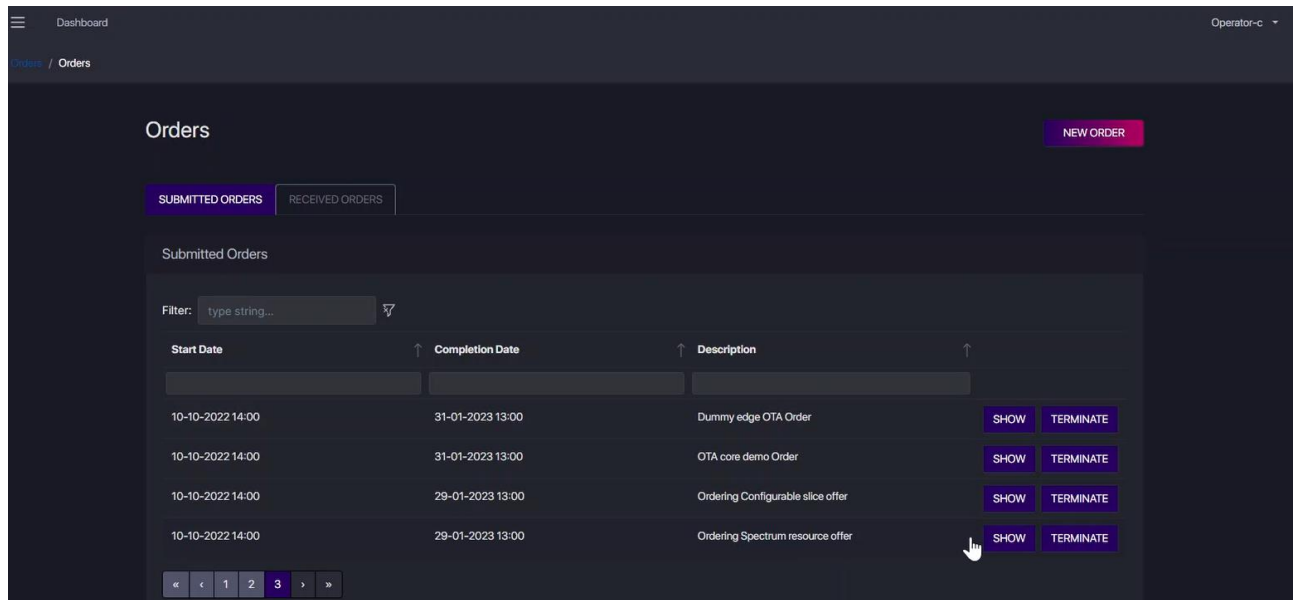 Dashboard
Operator-c
Orders / Orders
Orders
NEW ORDER
SUBMITTED ORDERS
RECEIVED ORDERS
Submitted Orders
Filter: type string...
Start Date Completion Date Description
10-10-2022 14:00 31-01-2023 13:00 Dummy edge OTA Order SHOW TERMINATE
10-10-2022 14:00 31-01-2023 13:00 OTA core demo Order SHOW TERMINATE
10-10-2022 14:00 29-01-2023 13:00 Ordering Configurable slice offer SHOW TERMINATE
10-10-2022 14:00 29-01-2023 13:00 Ordering Spectrum resource offer SHOW TERMINATE
« ‹ 1 2 3 › »